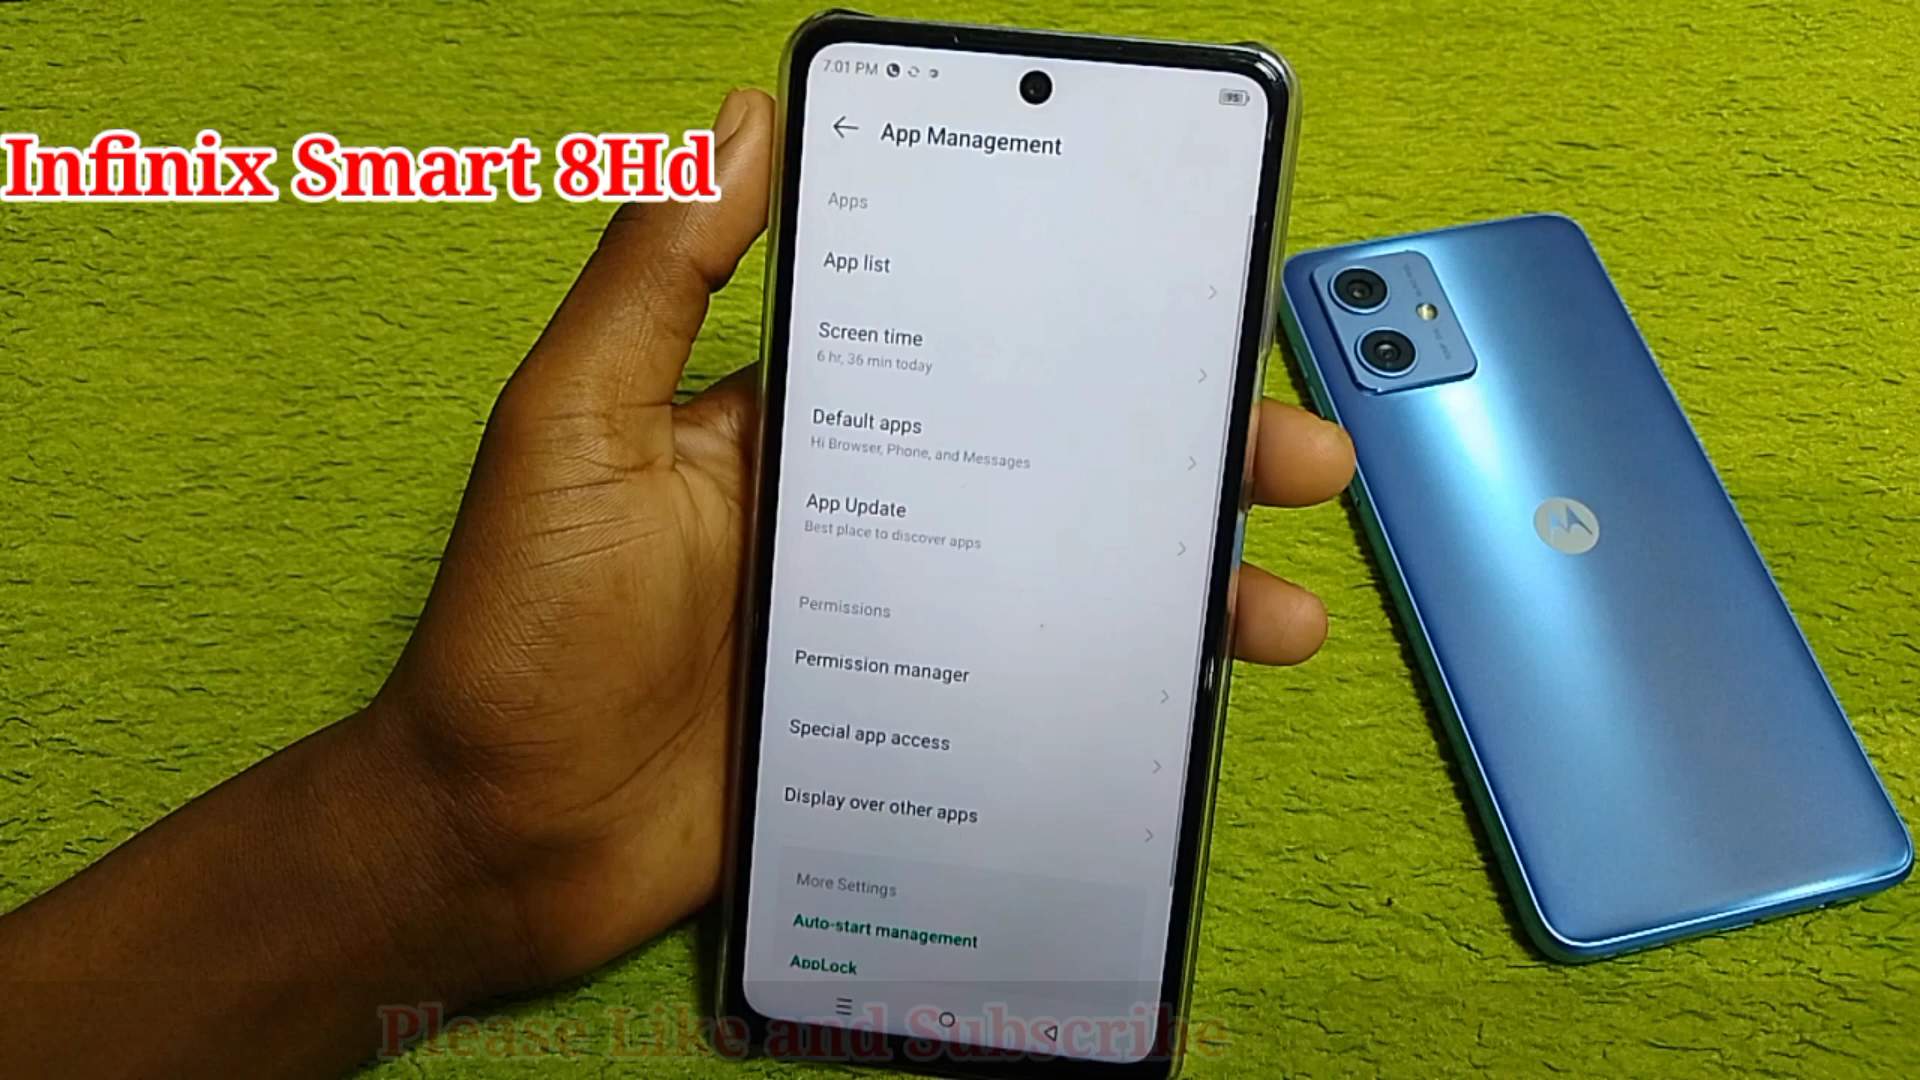 7:01 PM
95
App Management
Infinix Smart 8Hd
Apps
App list
Screen time
6 hr, 36 min today
Default apps
Hi Browser, Phone, and Messages
App Update
Best place to discover apps
Permissions
Permission manager
Special app access
Display over other apps
More Settings
Auto-start management
AppLock
Please Like and Subscribe